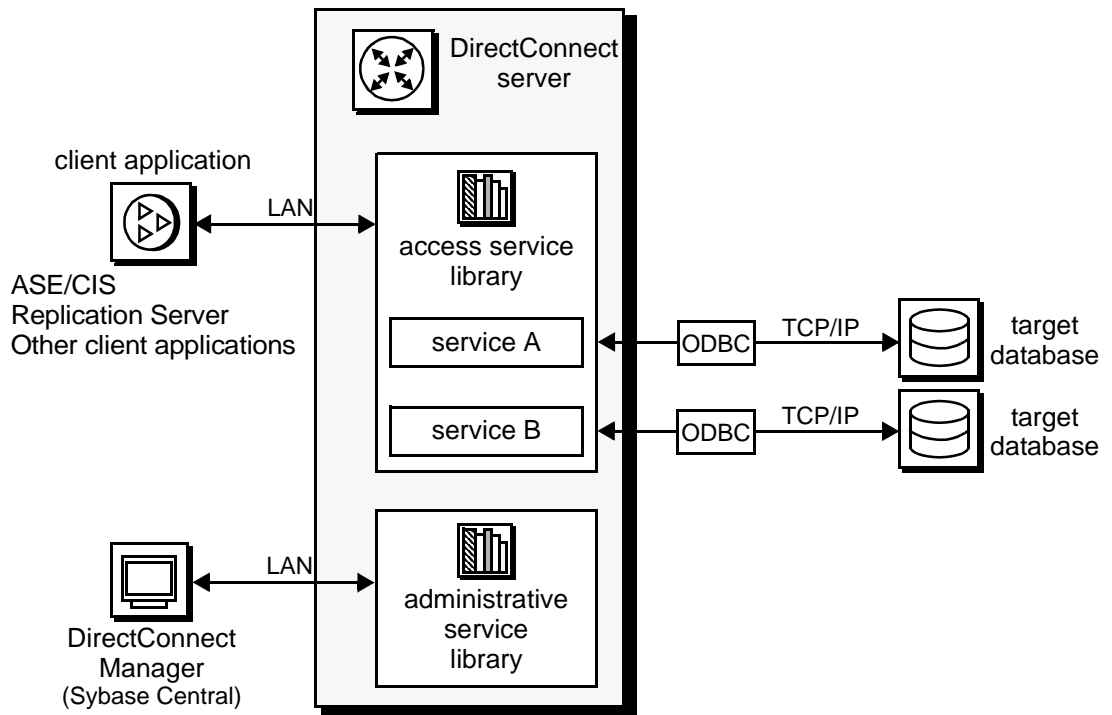 DirectConnect
server
client application
LAN
access service
library
ASE/CIS
Replication Server
Other client applications
service A
ODBC
TCP/IP
target
database
service B
ODBC
TCP/IP
target
database
LAN
administrative
service
library
DirectConnect
Manager
(Sybase Central)